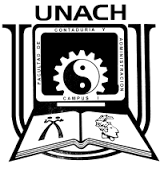 UNACH
FACULTAD DE
CONTADURIA Y
ADMINISTRACION
CAMPUS I